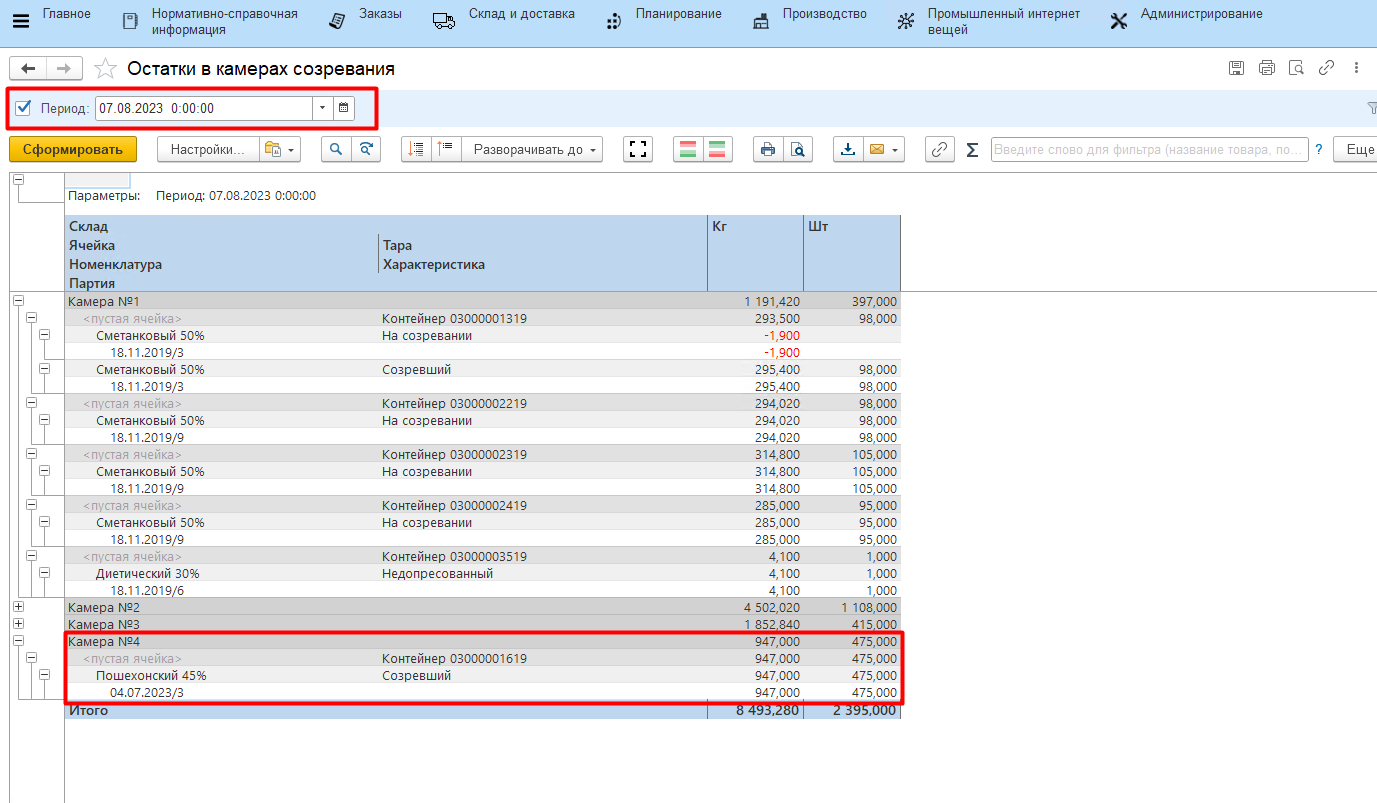 Главное
Нормативно-справочная информация
Заказы
Склад и доставка
Планирование
Производство
Промышленный интернет вещей
Администрирование
Остатки в камерах созревания
Период: 07.08.2023 0:00:00
Сформировать Настройки... Разворачивать до Σ Введите слово для фильтра (название товара, по... ? Еще
Параметры: Период: 07.08.2023 0:00:00
Склад Кг Шт
Ячейка Тара
Номенклатура Характеристика
Партия
Камера №1 1 191,420 397,000
<пустая ячейка> Контейнер 03000001319 293,500 98,000
Сметанковый 50% На созревании -1,900
18.11.2019/3 -1,900
Сметанковый 50% Созревший 295,400 98,000
18.11.2019/3 295,400 98,000
<пустая ячейка> Контейнер 03000002219 294,020 98,000
Сметанковый 50% На созревании 294,020 98,000
18.11.2019/9 294,020 98,000
<пустая ячейка> Контейнер 03000002319 314,800 105,000
Сметанковый 50% На созревании 314,800 105,000
18.11.2019/9 314,800 105,000
<пустая ячейка> Контейнер 03000002419 285,000 95,000
Сметанковый 50% На созревании 285,000 95,000
18.11.2019/9 285,000 95,000
<пустая ячейка> Контейнер 03000003519 4,100 1,000
Диетический 30% Недопресованный 4,100 1,000
18.11.2019/6 4,100 1,000
Камера №2 4 502,020 1 108,000
Камера №3 1 852,840 415,000
Камера №4 947,000 475,000
<пустая ячейка> Контейнер 03000001619 947,000 475,000
Пошехонский 45% Созревший 947,000 475,000
04.07.2023/3 947,000 475,000
Итого 8 493,280 2 395,000